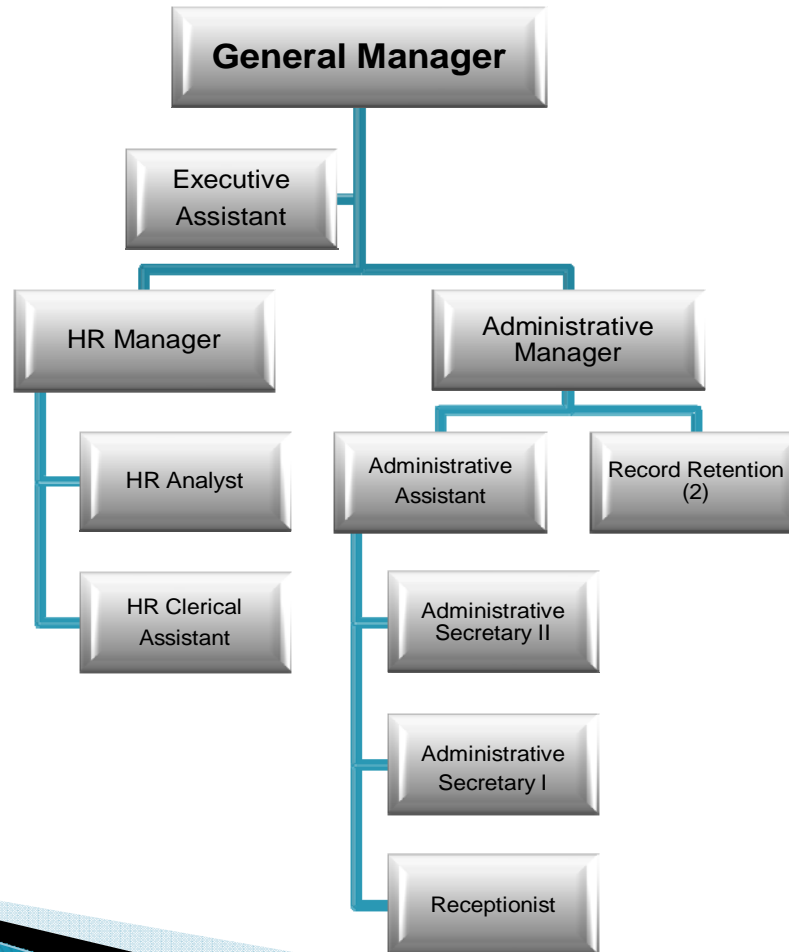 General Manager
Executive
Assistant
HR Manager
Administrative
Manager
HR Analyst
Administrative
Assistant
Record Retention
(2)
HR Clerical
Assistant
Administrative
Secretary II
Administrative
Secretary I
Receptionist